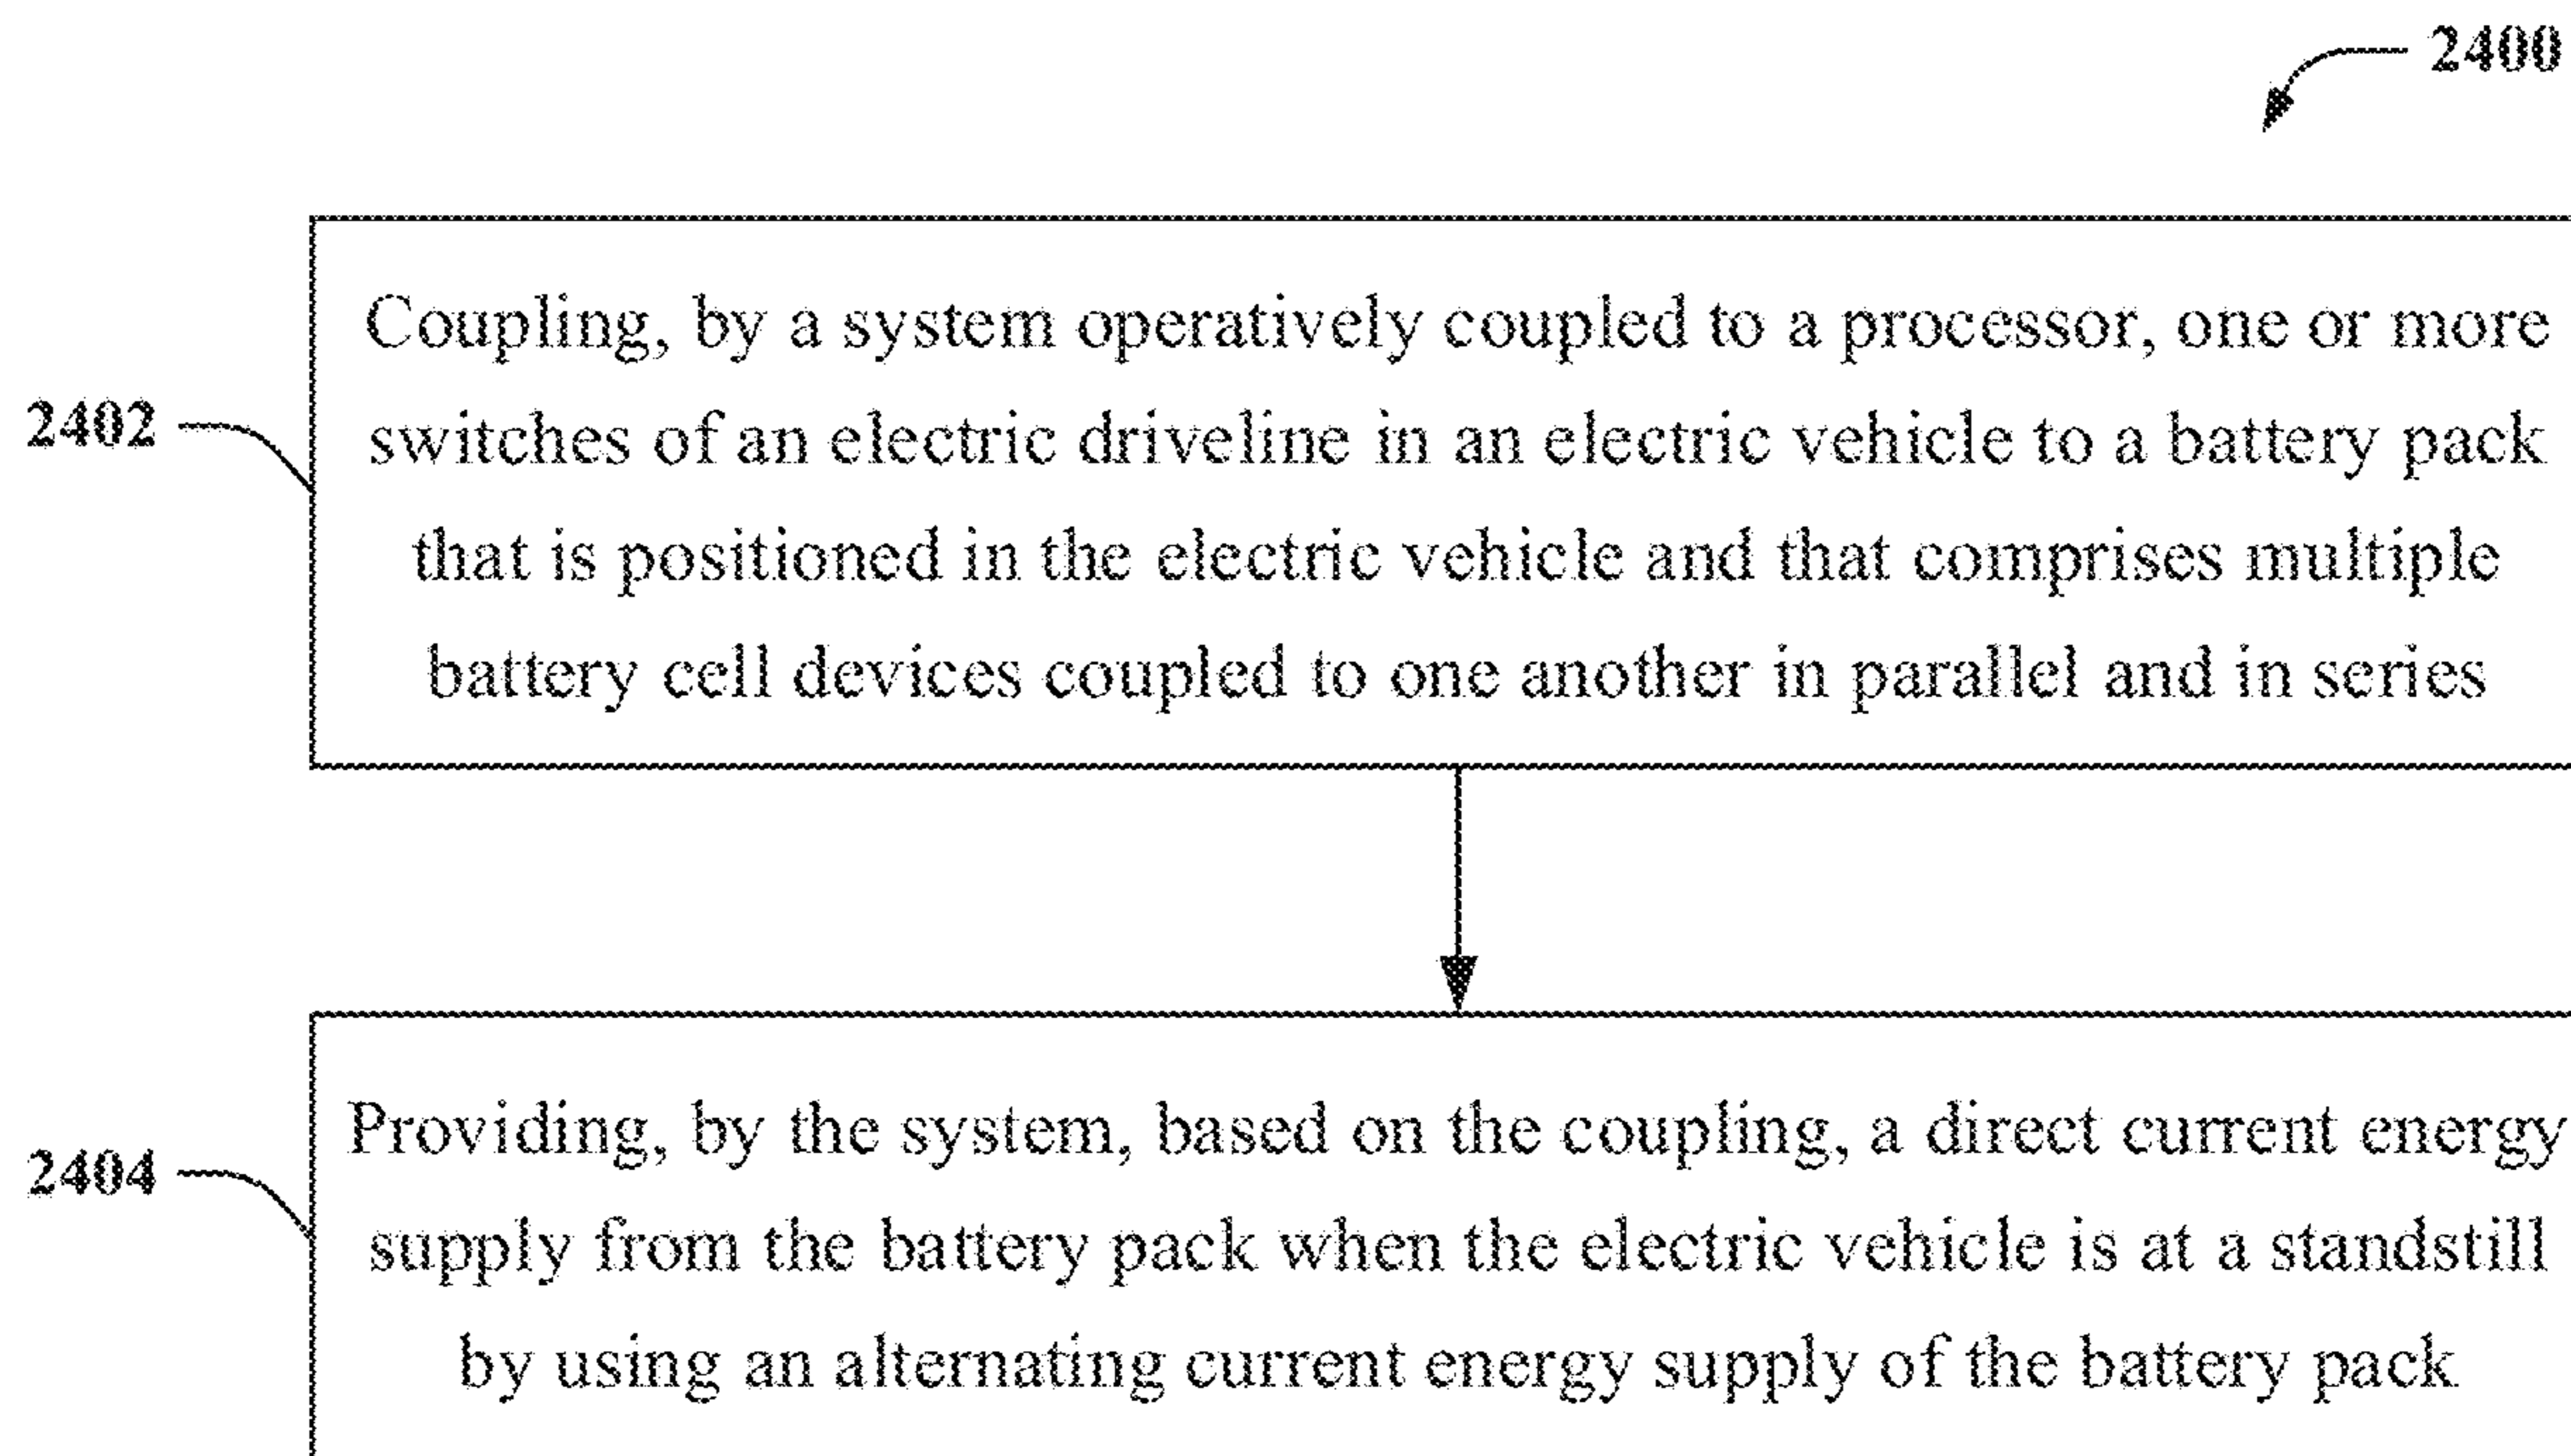 2400
Coupling, by a system operatively coupled to a processor, one or more
switches of an electric driveline in an electric vehicle to a battery pack
that is positioned in the electric vehicle and that comprises multiple
battery cell devices coupled to one another in parallel and in series
2402
Providing, by the system, based on the coupling, a direct current energy
supply from the battery pack when the electric vehicle is at a standstill
by using an alternating current energy supply of the battery pack
2404